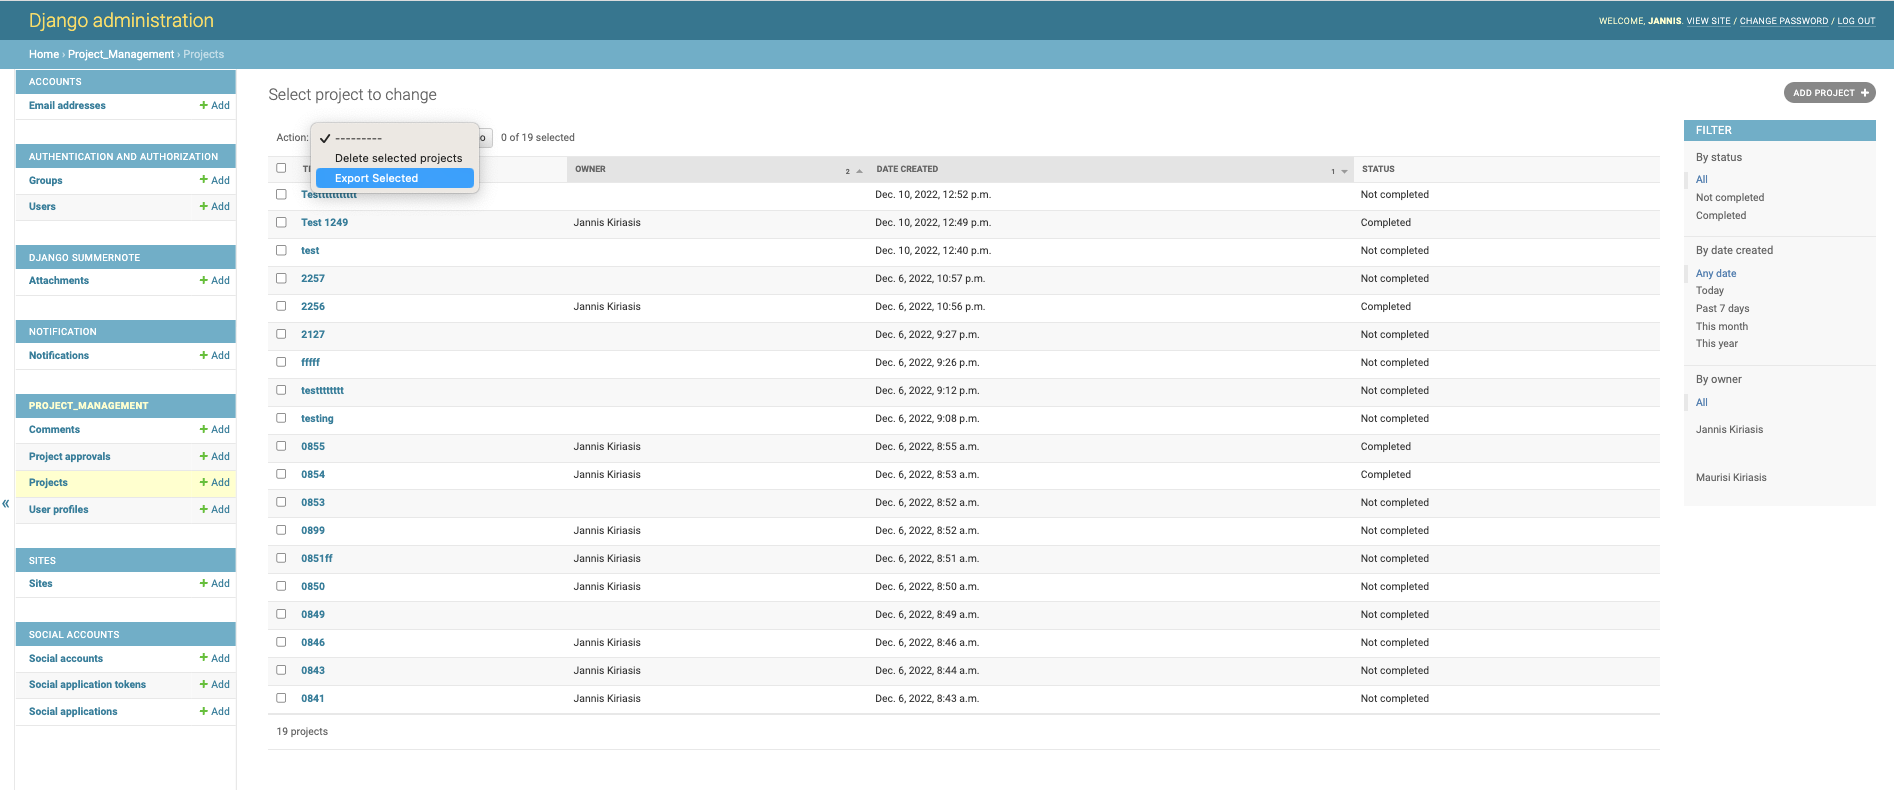 Django administration
WELCOME, JANNIS. VIEW SITE / CHANGE PASSWORD / LOG OUT
Home › Project_Management › Projects
ACCOUNTS
Email addresses + Add
AUTHENTICATION AND AUTHORIZATION
Groups + Add
Users + Add
DJANGO SUMMERNOTE
Attachments + Add
NOTIFICATION
Notifications + Add
PROJECT_MANAGEMENT
Comments + Add
Project approvals + Add
Projects + Add
User profiles + Add
SITES
Sites + Add
SOCIAL ACCOUNTS
Social accounts + Add
Social application tokens + Add
Social applications + Add
«
Select project to change
ADD PROJECT +
Action: ✓ --------- o 0 of 19 selected
Delete selected projects
Export Selected
OWNER 2 DATE CREATED 1 STATUS
Dec. 10, 2022, 12:52 p.m. Not completed
Test 1249 Jannis Kiriasis Dec. 10, 2022, 12:49 p.m. Completed
test Dec. 10, 2022, 12:40 p.m. Not completed
2257 Dec. 6, 2022, 10:57 p.m. Not completed
2256 Jannis Kiriasis Dec. 6, 2022, 10:56 p.m. Completed
2127 Dec. 6, 2022, 9:27 p.m. Not completed
fffff Dec. 6, 2022, 9:26 p.m. Not completed
testttttttt Dec. 6, 2022, 9:12 p.m. Not completed
testing Dec. 6, 2022, 9:08 p.m. Not completed
0855 Jannis Kiriasis Dec. 6, 2022, 8:55 a.m. Completed
0854 Jannis Kiriasis Dec. 6, 2022, 8:53 a.m. Completed
0853 Dec. 6, 2022, 8:52 a.m. Not completed
0899 Jannis Kiriasis Dec. 6, 2022, 8:52 a.m. Not completed
0851ff Jannis Kiriasis Dec. 6, 2022, 8:51 a.m. Not completed
0850 Jannis Kiriasis Dec. 6, 2022, 8:50 a.m. Not completed
0849 Dec. 6, 2022, 8:49 a.m. Not completed
0846 Jannis Kiriasis Dec. 6, 2022, 8:46 a.m. Not completed
0843 Jannis Kiriasis Dec. 6, 2022, 8:44 a.m. Not completed
0841 Jannis Kiriasis Dec. 6, 2022, 8:43 a.m. Not completed
19 projects
FILTER
By status
All
Not completed
Completed
By date created
Any date
Today
Past 7 days
This month
This year
By owner
All
Jannis Kiriasis
Maurisi Kiriasis